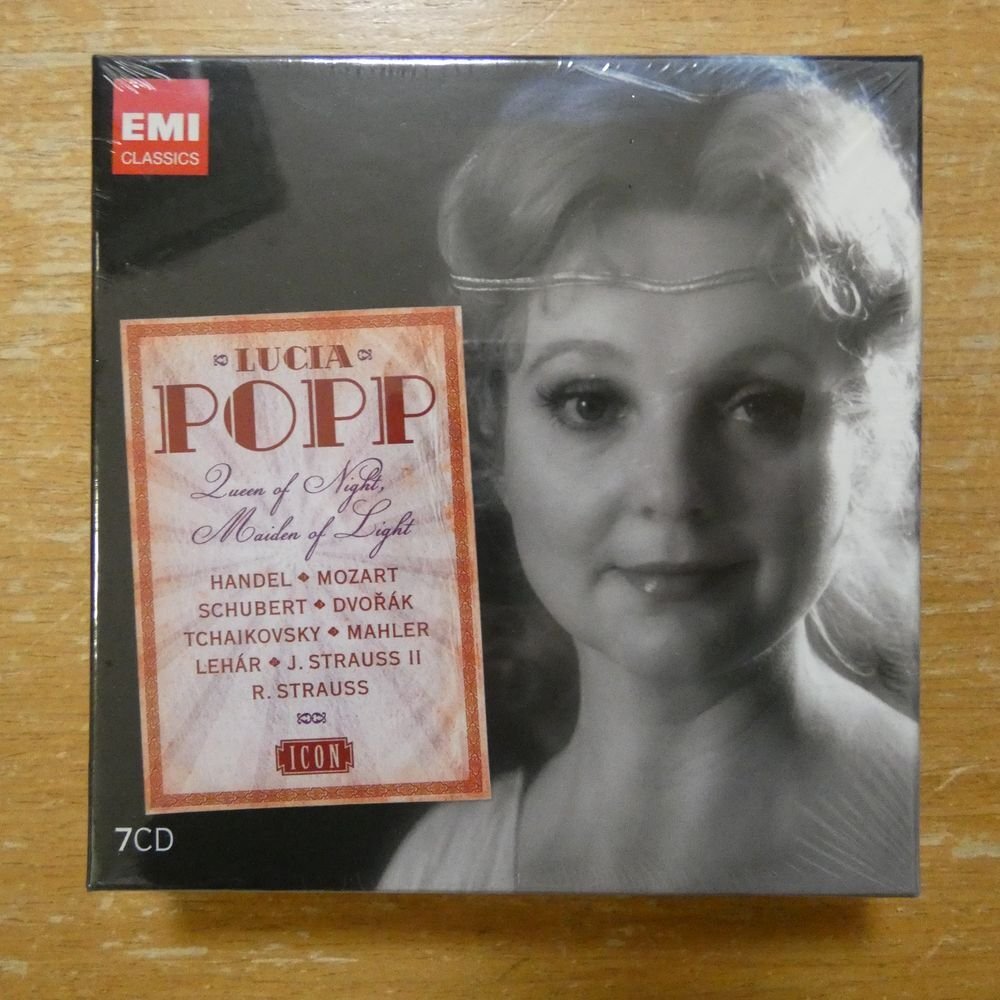 EMI
CLASSICS
LUCIA
POPP
Queen of Night,
Maiden of Light
HANDEL ◆ MOZART
SCHUBERT ◆ DVOŘÁK
TCHAIKOVSKY ◆ MAHLER
LEHÁR ◆ J. STRAUSS II
R. STRAUSS
ICON
7CD